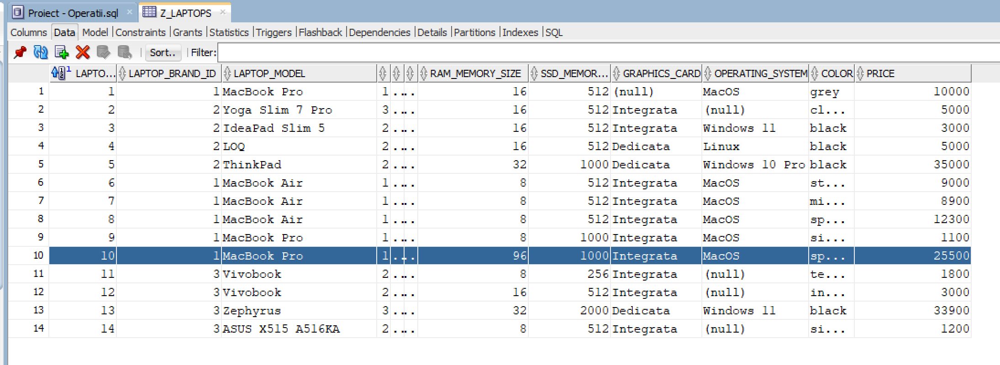 Proiect - Operatii.sql Z_LAPTOPS
Columns Data Model Constraints Grants Statistics Triggers Flashback Dependencies Details Partitions Indexes SQL
Sort.. Filter:
1 LAPTO... LAPTOP_BRAND_ID LAPTOP_MODEL RAM_MEMORY_SIZE SSD_MEMOR... GRAPHICS_CARD OPERATING_SYSTEM COLOR PRICE
1 1 1 MacBook Pro 1 ... .. 16 512 (null) MacOS grey 10000
2 2 2 Yoga Slim 7 Pro 3 ... .. 16 512 Integrata (null) cl... 5000
3 3 2 IdeaPad Slim 5 2 ... .. 16 512 Integrata Windows 11 black 3000
4 4 2 LOQ 2 ... .. 16 512 Dedicata Linux black 5000
5 5 2 ThinkPad 2 ... .. 32 1000 Dedicata Windows 10 Pro black 35000
6 6 1 MacBook Air 1 ... .. 8 512 Integrata MacOS st... 9000
7 7 1 MacBook Air 1 ... .. 8 512 Integrata MacOS mi... 8900
8 8 1 MacBook Air 1 ... .. 8 512 Integrata MacOS sp... 12300
9 9 1 MacBook Pro 1 ... .. 8 1000 Integrata MacOS si... 1100
10 10 1 MacBook Pro 1 ... .. 96 1000 Integrata MacOS sp... 25500
11 11 3 Vivobook 2 ... .. 8 256 Integrata (null) te... 1800
12 12 3 Vivobook 2 ... .. 16 512 Integrata (null) in... 3000
13 13 3 Zephyrus 3 ... .. 32 2000 Dedicata Windows 11 black 33900
14 14 3 ASUS X515 A516KA 2 ... .. 8 512 Integrata (null) si... 1200